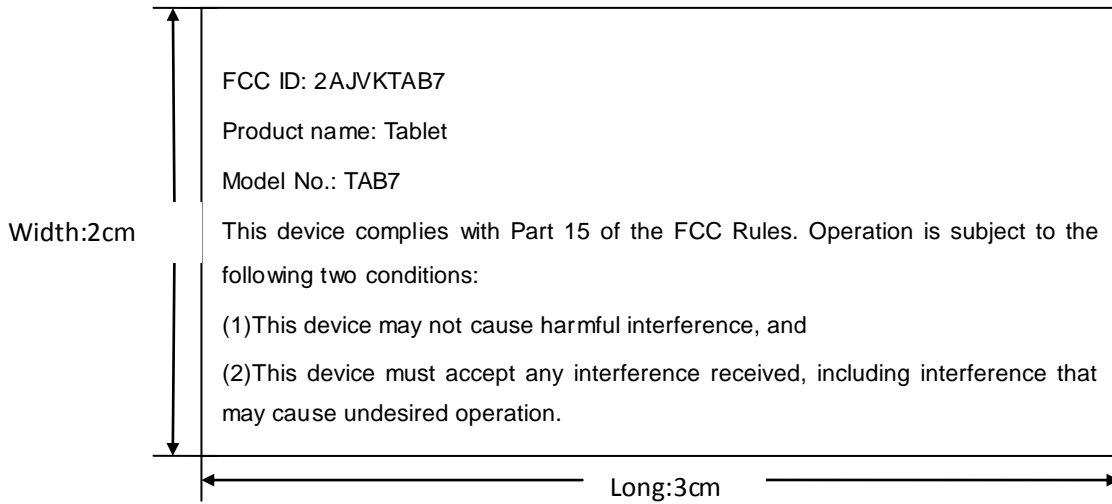 FCC ID: 2AJVKTAB7
Product name: Tablet
Model No.: TAB7
Width:2cm
This device complies with Part 15 of the FCC Rules. Operation is subject to the
following two conditions:
(1)This device may not cause harmful interference, and
(2)This device must accept any interference received, including interference that
may cause undesired operation.
Long:3cm